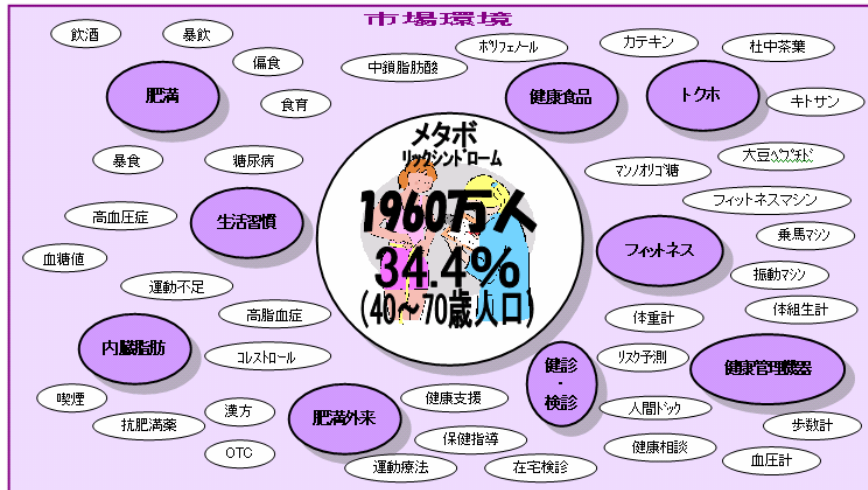 市場環境
飲酒
暴飲
偏食
食育
肥満
中鎖脂肪酸
ポリフェノール
カテキン
杜中茶葉
健康食品
トクホ
キトサン
暴食
糖尿病
メタボ
リックシンドローム
1960万人
34.4%
(40～70歳人口)
マンノオリゴ糖
大豆ペプチド
フィットネスマシン
高血圧症
生活習慣
フィットネス
乗馬マシン
血糖値
運動不足
振動マシン
高脂血症
体重計
体組生計
内臓脂肪
コレストロール
健診
・
検診
リスク予測
健康管理機器
喫煙
抗肥満薬
漢方
OTC
肥満外来
健康支援
保健指導
運動療法
在宅検診
人間ドック
健康相談
歩数計
血圧計